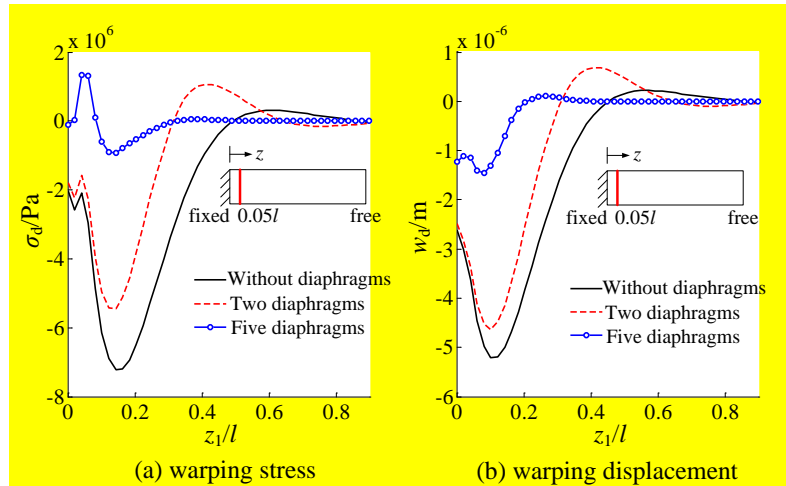 x 10⁶
2
0
-2
-4
-6
-8
σd/Pa
0
0.2
0.4
0.6
0.8
z₁/l
z
fixed 0.05l free
Without diaphragms
Two diaphragms
Five diaphragms
(a) warping stress
x 10⁻⁶
1
0
-1
-2
-3
-4
-5
-6
wd/m
0
0.2
0.4
0.6
0.8
z₁/l
z
fixed 0.05l free
Without diaphragms
Two diaphragms
Five diaphragms
(b) warping displacement